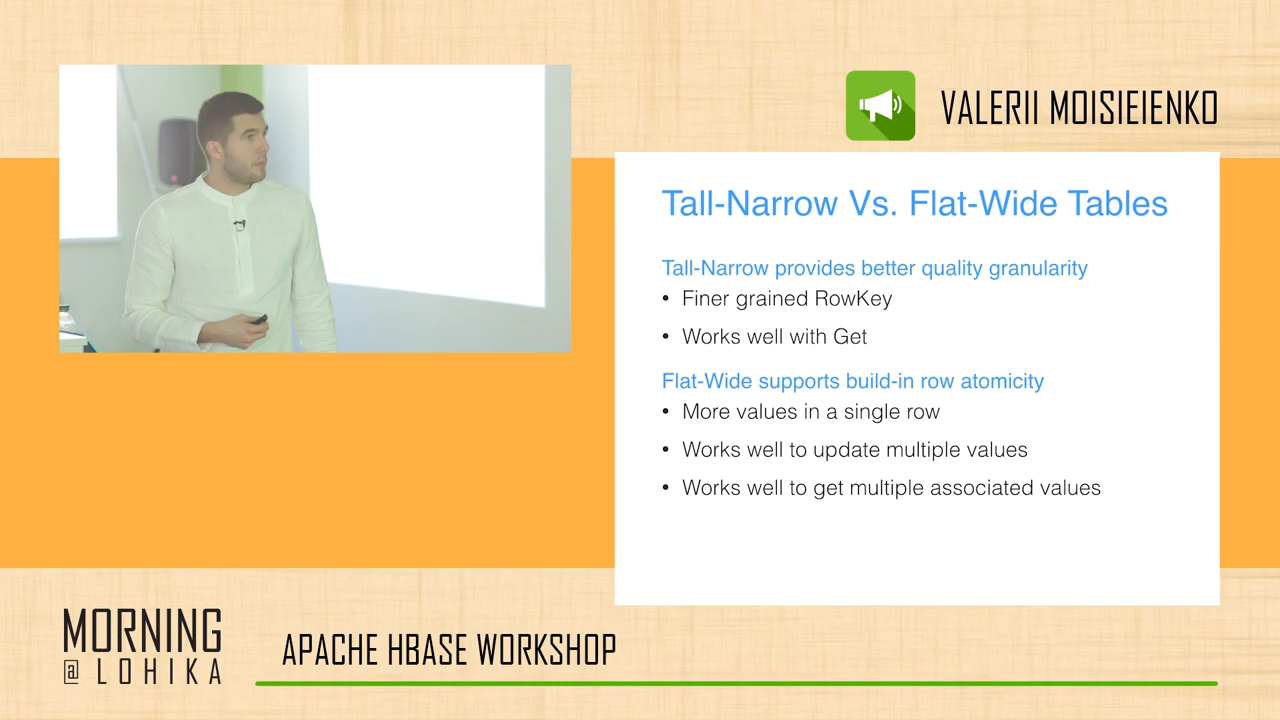 VALERII MOISIEIENKO
Tall-Narrow Vs. Flat-Wide Tables
Tall-Narrow provides better quality granularity
• Finer grained RowKey
• Works well with Get
Flat-Wide supports build-in row atomicity
• More values in a single row
• Works well to update multiple values
• Works well to get multiple associated values
MORNING
@ LOHIKA
APACHE HBASE WORKSHOP